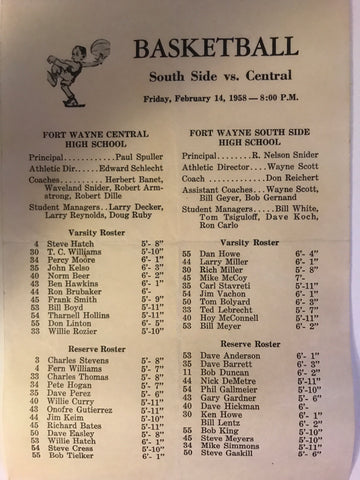 BASKETBALL
South Side vs. Central
Friday, February 14, 1958 — 8:00 P.M.
FORT WAYNE CENTRAL
HIGH SCHOOL
Principal............Paul Spuller
Athletic Dir.....Edward Schlecht
Coaches..........Herbert Banet,
Waveland Snider, Robert Arm-
strong, Robert Dille
Student Managers..Larry Decker,
Larry Reynolds, Doug Ruby
Varsity Roster
4 Steve Hatch 5'- 8"
30 T. C. Williams 5'-10"
34 Percy Moore 6'- 1"
35 John Kelso 6'- 3"
40 Norm Beer 6'- 2"
43 Ben Hawkins 6'- 1"
44 Ron Brubaker 6'-
45 Frank Smith 5'- 9"
53 Bill Boyd 5'-11"
54 Tharnell Hollins 5'-11"
55 Don Linton 6'- 5"
33 Willie Rozier 5'-10"
Reserve Roster
3 Charles Stevens 5'- 8"
4 Fern Williams 5'- 7"
33 Charles Thomas 5'- 8"
34 Pete Hogan 5'- 7"
35 Dave Perez 5'- 6"
40 Willie Curry 5'-11"
43 Onofre Gutierrez 5'-11"
44 Jim Keim 5'-10"
45 Richard Bates 5'-11"
50 Dave Easley 5'- 8"
53 Willie Hatch 6'- 1"
54 Steve Cress 5'-10"
55 Bob Tielker 6'- 1"
FORT WAYNE SOUTH SIDE
HIGH SCHOOL
Principal........R. Nelson Snider
Athletic Director....Wayne Scott
Coach..............Don Reichert
Assistant Coaches...Wayne Scott,
Bill Geyer, Bob Gernand
Student Managers.....Bill White,
Tom Tsiguloff, Dave Koch,
Ron Carlo
Varsity Roster
55 Dan Howe 6'- 4"
44 Larry Miller 6'- 1"
30 Rich Miller 5'- 8"
45 Mike McCoy 7'-
35 Carl Stavreti 5'-11"
54 Jim Vachon 6'- 1"
50 Tom Bolyard 6'- 3"
33 Ted Lebrecht 5'- 7"
40 Hoy McConnell 5'-11"
53 Bill Meyer 6'- 2"
Reserve Roster
53 Dave Anderson 6'- 1"
35 Dave Barrett 6'- 3"
11 Bob Duncan 6'- 2"
44 Nick DeMetre 5'-11"
54 Phil Gallmeier 5'-10"
43 Gary Gardner 5'- 6"
40 Dave Hickman 6'-
30 Ken Howe 6'- 1"
Bill Lentz 6'- 2"
55 Bob King 5'-10"
45 Steve Meyers 5'-10"
34 Mike Simmons 5'-11"
50 Steve Gaskill 5'- 6"